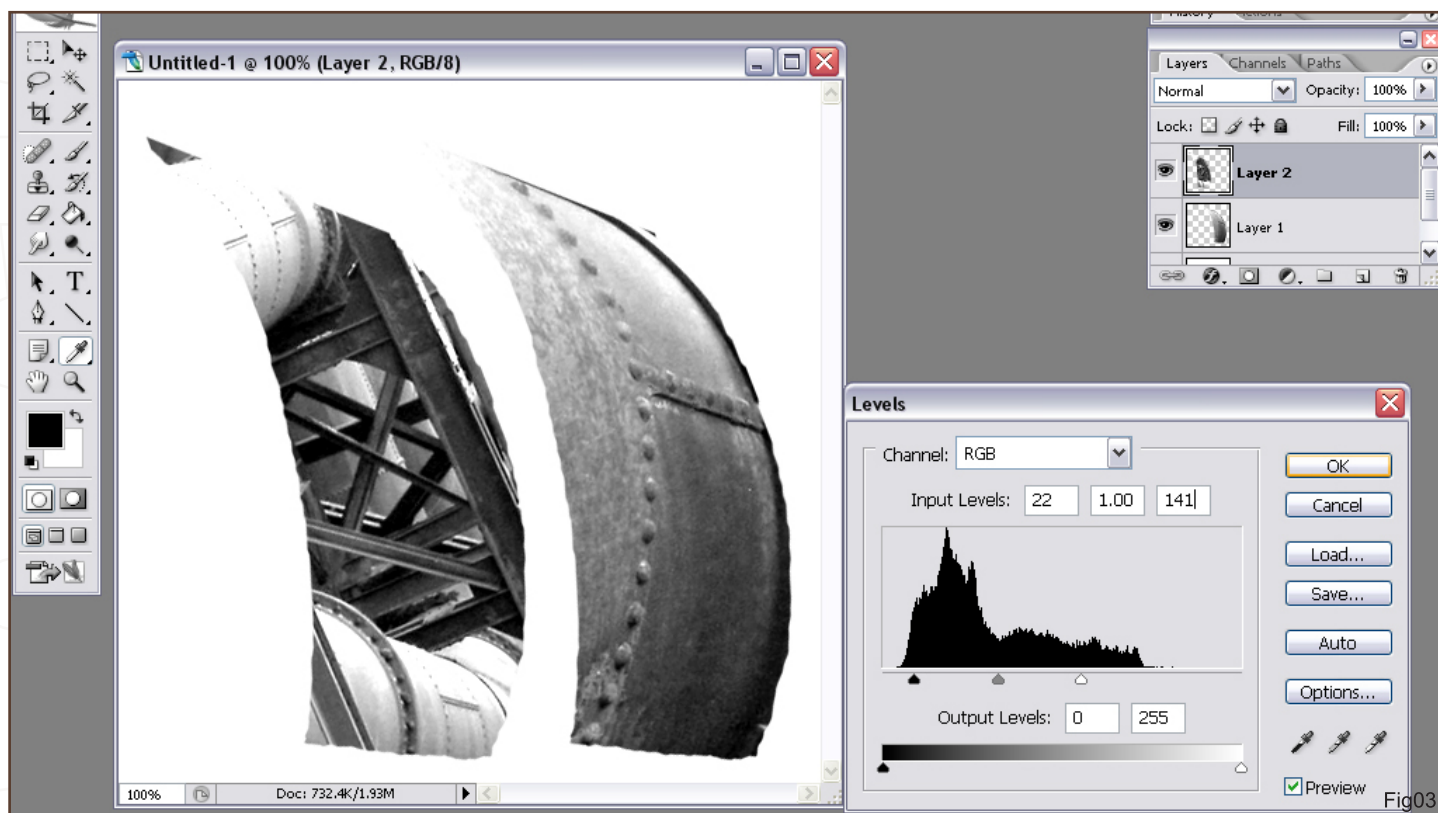 Untitled-1 @ 100% (Layer 2, RGB/8)
100%
Doc: 732.4K/1.93M
History Actions
Layers Channels Paths
Normal Opacity: 100%
Lock: Fill: 100%
Layer 2
Layer 1
Levels
Channel: RGB
Input Levels: 22 1.00 141
Output Levels: 0 255
OK
Cancel
Load...
Save...
Auto
Options...
Preview
Fig03